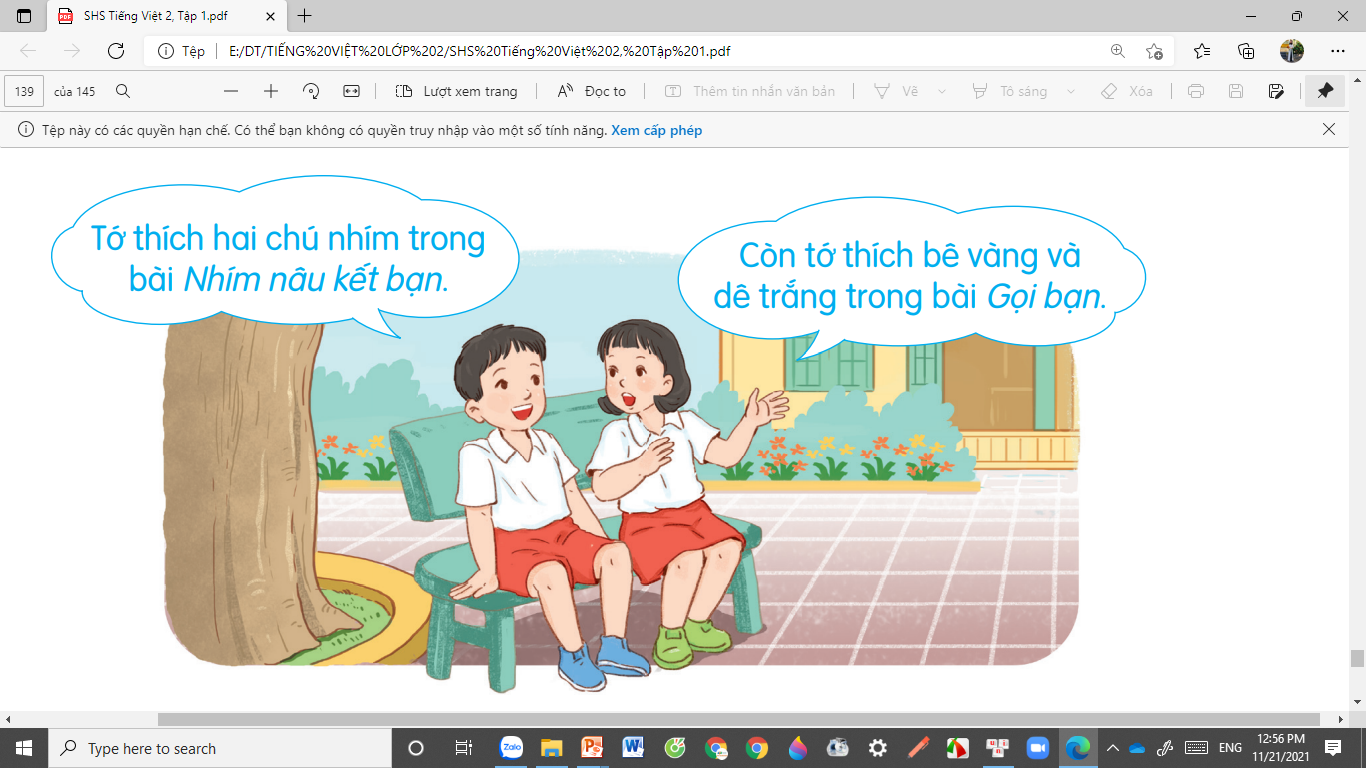 SHS Tiếng Việt 2, Tập 1.pdf
Tệp
E:/DT/TIẾNG%20VIỆT%20LỚP%202/SHS%20Tiếng%20Việt%202,%20Tập%201.pdf
139 của 145
Lượt xem trang
Đọc to
Thêm tin nhắn văn bản
Vẽ
Tô sáng
Xóa
Tệp này có các quyền hạn chế. Có thể bạn không có quyền truy nhập vào một số tính năng. Xem cấp phép
Tớ thích hai chú nhím trong
bài Nhím nâu kết bạn.
Còn tớ thích bê vàng và
dê trắng trong bài Gọi bạn.
Type here to search
Zalo
ENG
12:56 PM
11/21/2021